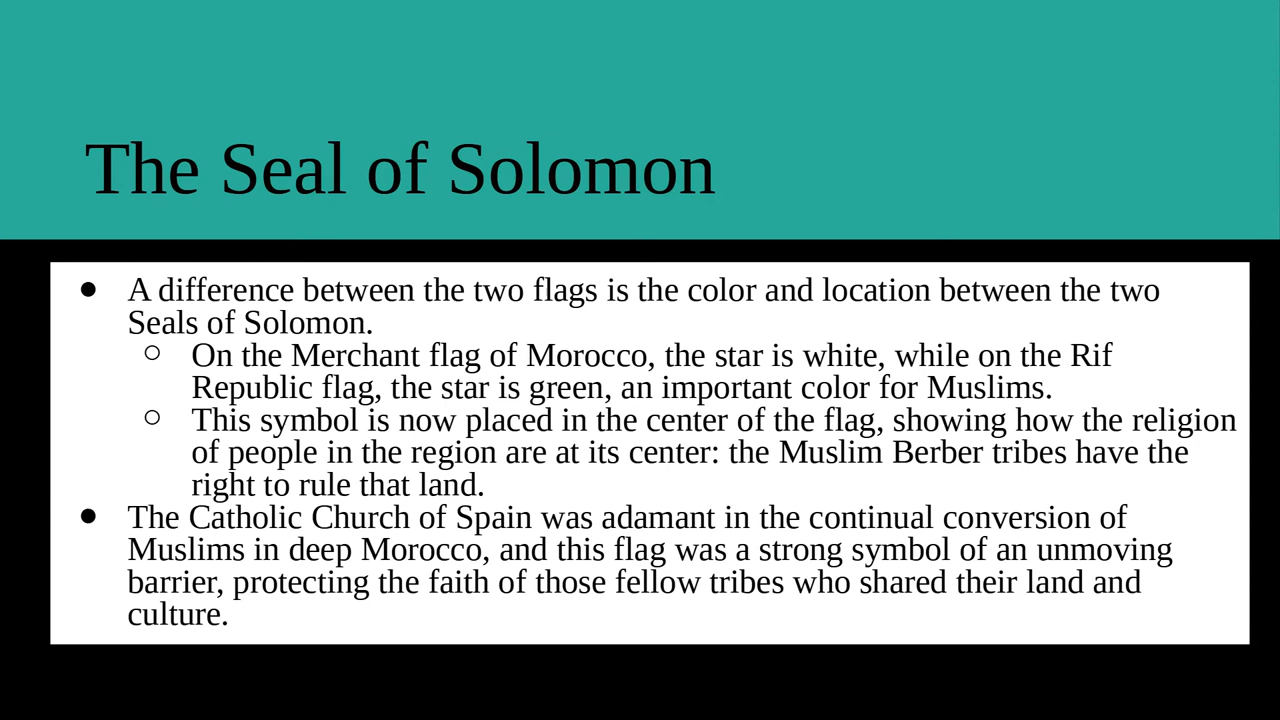 The Seal of Solomon
● A difference between the two flags is the color and location between the two
Seals of Solomon.
○ On the Merchant flag of Morocco, the star is white, while on the Rif
Republic flag, the star is green, an important color for Muslims.
○ This symbol is now placed in the center of the flag, showing how the religion
of people in the region are at its center: the Muslim Berber tribes have the
right to rule that land.
● The Catholic Church of Spain was adamant in the continual conversion of
Muslims in deep Morocco, and this flag was a strong symbol of an unmoving
barrier, protecting the faith of those fellow tribes who shared their land and
culture.